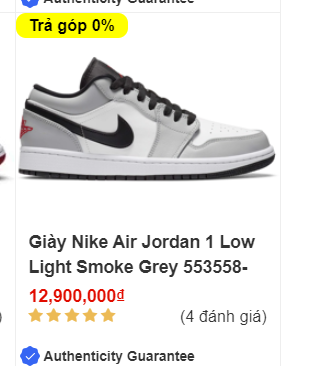 Authenticity Guarantee
Trả góp 0%
Giày Nike Air Jordan 1 Low
Light Smoke Grey 553558-
12,900,000₫
(4 đánh giá)
)
Authenticity Guarantee